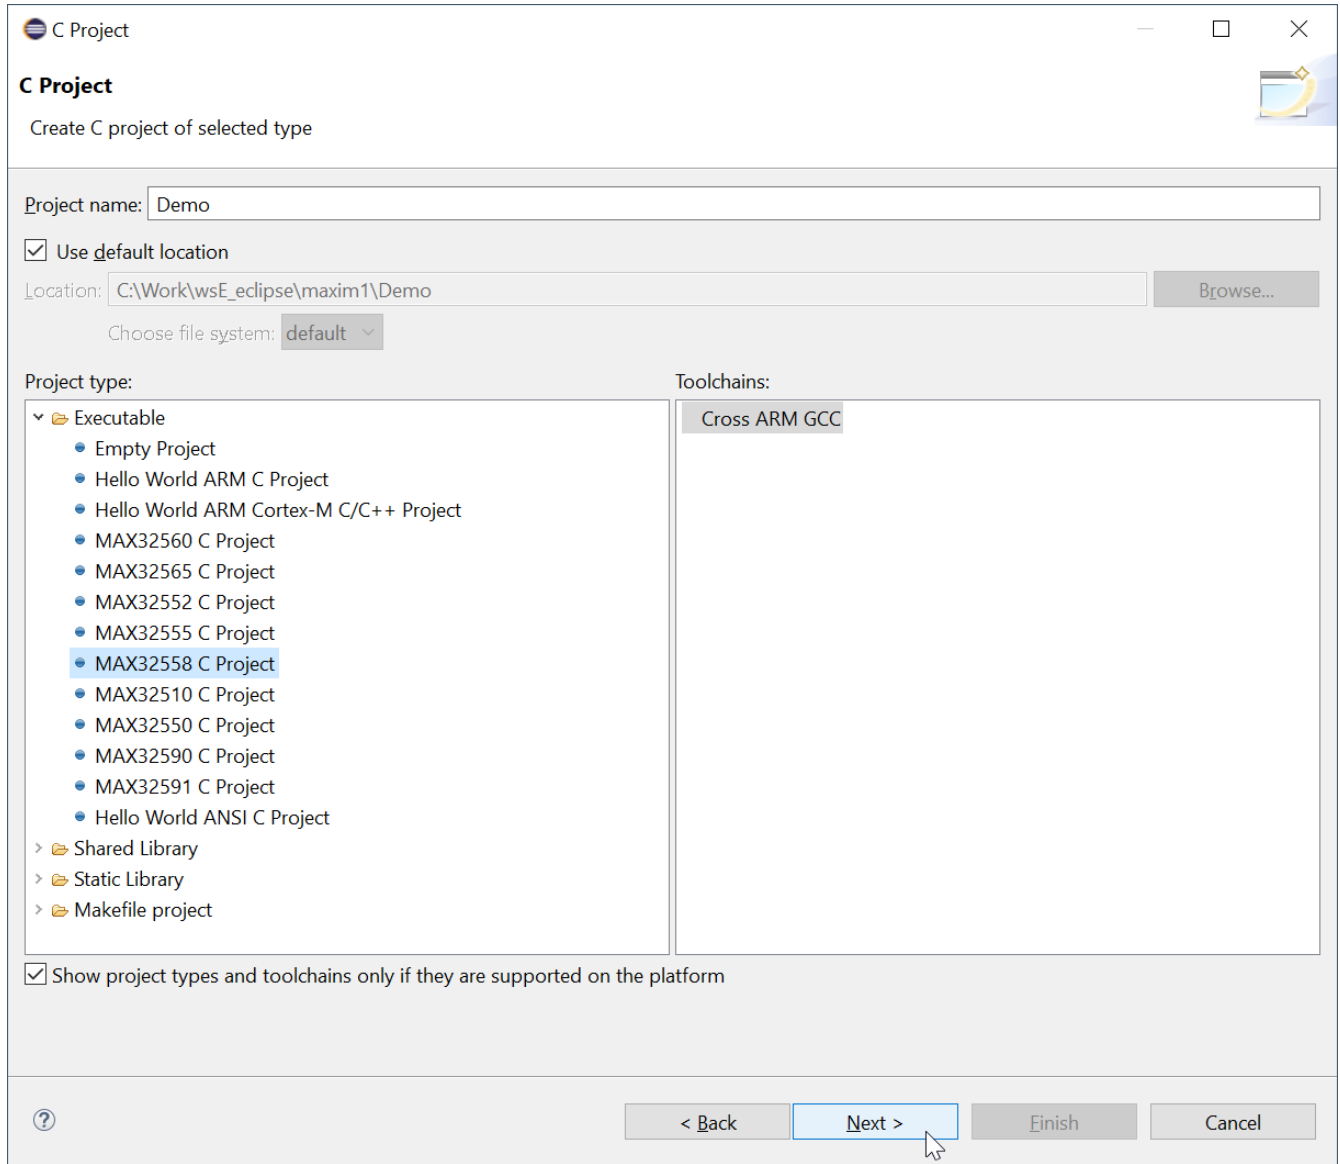 C Project
C Project
Create C project of selected type
Project name: Demo
Use default location
Location: C:\Work\wsE_eclipse\maxim1\Demo Browse...
Choose file system: default
Project type: Toolchains:
Executable Cross ARM GCC
Empty Project
Hello World ARM C Project
Hello World ARM Cortex-M C/C++ Project
MAX32560 C Project
MAX32565 C Project
MAX32552 C Project
MAX32555 C Project
MAX32558 C Project
MAX32510 C Project
MAX32550 C Project
MAX32590 C Project
MAX32591 C Project
Hello World ANSI C Project
Shared Library
Static Library
Makefile project
Show project types and toolchains only if they are supported on the platform
? < Back Next > Finish Cancel